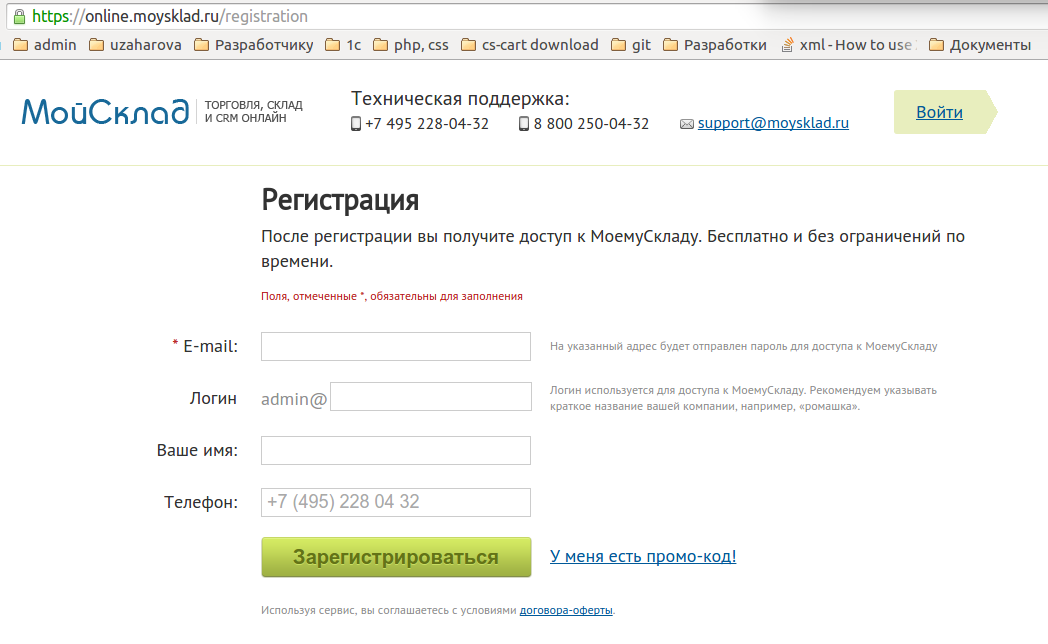 https://online.moysklad.ru/registration
admin uzaharova Разработчику 1c php, css cs-cart download git Разработки xml - How to use Документы
МойСклад ТОРГОВЛЯ, СКЛАД
И CRM ОНЛАЙН
Техническая поддержка:
+7 495 228-04-32 8 800 250-04-32 support@moysklad.ru
Войти
Регистрация
После регистрации вы получите доступ к МоемуСкладу. Бесплатно и без ограничений по
времени.
Поля, отмеченные *, обязательны для заполнения
* E-mail: На указанный адрес будет отправлен пароль для доступа к МоемуСкладу
Логин admin@ Логин используется для доступа к МоемуСкладу. Рекомендуем указывать
краткое название вашей компании, например, «ромашка».
Ваше имя:
Телефон: +7 (495) 228 04 32
Зарегистрироваться У меня есть промо-код!
Используя сервис, вы соглашаетесь с условиями договора-оферты.